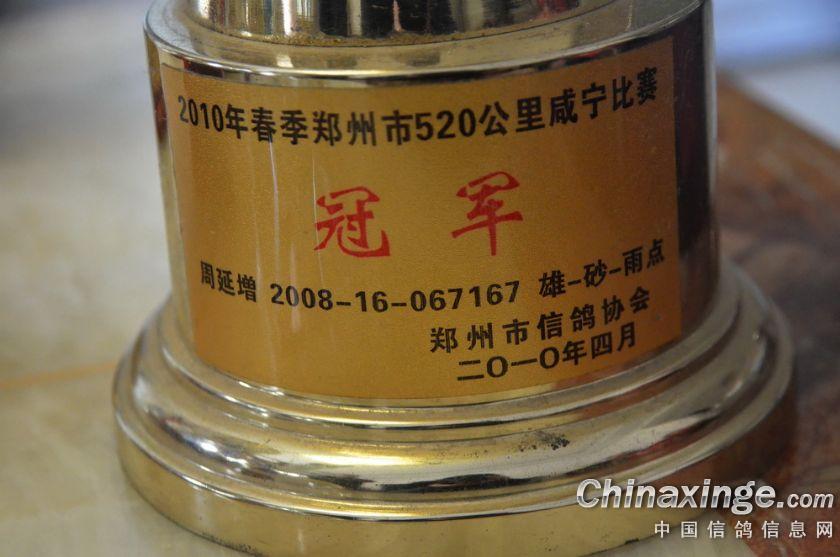 2010年春季郑州市520公里咸宁比赛
冠军
周延增 2008-16-067167 雄-砂-雨点
郑州市信鸽协会
二〇一〇年四月
Chinaxinge.com
中国信鸽信息网